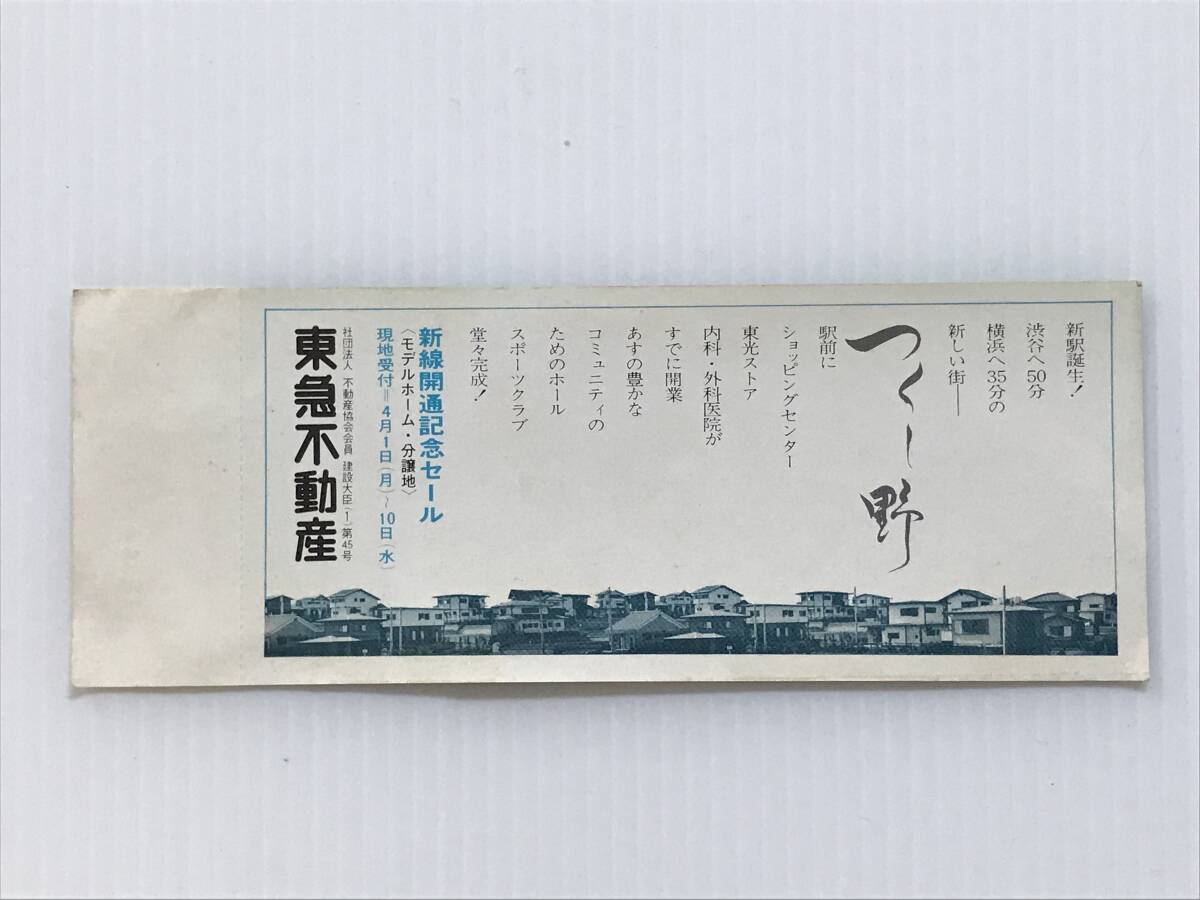 新駅誕生！
渋谷へ50分
横浜へ35分の
新しい街――
つくし野
駅前に
ショッピングセンター
東光ストア
内科・外科医院が
すでに開業
あすの豊かな
コミュニティの
ためのホール
スポーツクラブ
堂々完成！
新線開通記念セール
〈モデルホーム・分譲地〉
現地受付＝4月1日(月)～10日(水)
社団法人 不動産協会会員 建設大臣(1)第45号
東急不動産